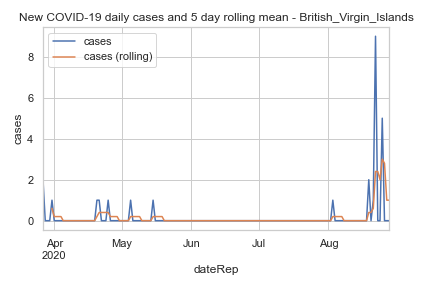 New COVID-19 daily cases and 5 day rolling mean - British_Virgin_Islands
cases
cases (rolling)
8
6
4
2
0
cases
Apr
2020
May
Jun
Jul
Aug
dateRep